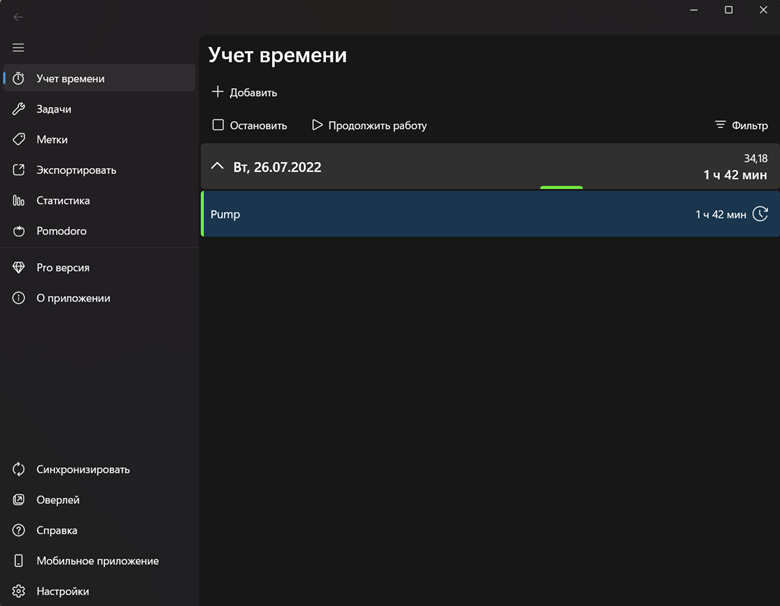 Учет времени
Задачи
Метки
Экспортировать
Статистика
Pomodoro
Pro версия
О приложении
Синхронизировать
Оверлей
Справка
Мобильное приложение
Настройки
Учет времени
Добавить
Остановить Продолжить работу Фильтр
34,18
Вт, 26.07.2022 1 ч 42 мин
Pump 1 ч 42 мин